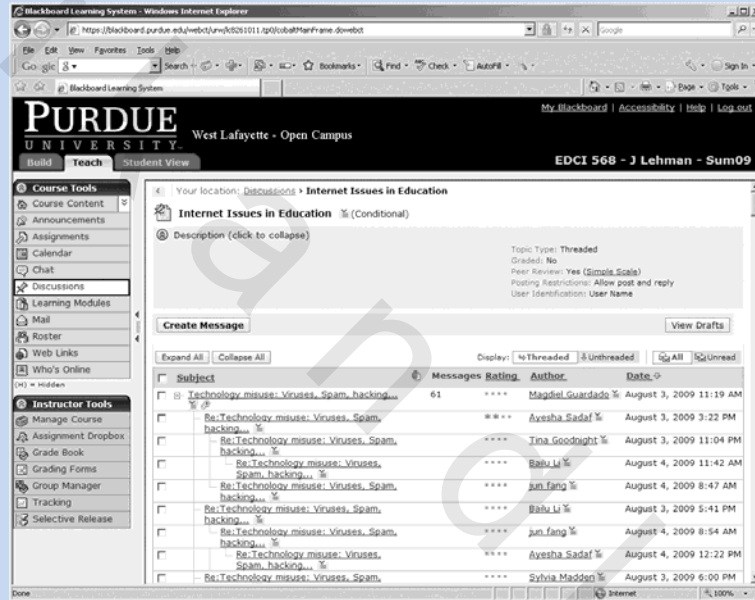 Blackboard Learning System - Windows Internet Explorer
https://blackboard.purdue.edu/webct/urw/lc8261011.tp0/cobaltMainFrame.dowebct
Google
File Edit View Favorites Tools Help
Google Search Bookmarks Find Check AutoFill Sign In
Blackboard Learning System Page Tools
My Blackboard | Accessibility | Help | Log out
PURDUE
UNIVERSITY
West Lafayette - Open Campus
Build Teach Student View
EDCI 568 - J Lehman - Sum09
Course Tools
Course Content
Announcements
Assignments
Calendar
Chat
Discussions
Learning Modules
Mail
Roster
Web Links
Who's Online
(H) = Hidden
Instructor Tools
Manage Course
Assignment Dropbox
Grade Book
Grading Forms
Group Manager
Tracking
Selective Release
Your location: Discussions › Internet Issues in Education
Internet Issues in Education (Conditional)
Description (click to collapse)
Topic Type: Threaded
Graded: No
Peer Review: Yes (Simple Scale)
Posting Restrictions: Allow post and reply
User Identification: User Name
Create Message View Drafts
Expand All Collapse All Display: Threaded Unthreaded All Unread
Subject Messages Rating Author Date
Technology misuse: Viruses, Spam, hacking... 61 Magdiel Guardado August 3, 2009 11:19 AM
Re:Technology misuse: Viruses, Spam, Ayesha Sadaf August 3, 2009 3:22 PM
hacking...
Re:Technology misuse: Viruses, Spam, Tina Goodnight August 3, 2009 11:04 PM
hacking...
Re:Technology misuse: Viruses, Bailu Li August 4, 2009 11:42 AM
Spam, hacking...
Re:Technology misuse: Viruses, Spam, jun fang August 4, 2009 8:47 AM
hacking...
Re:Technology misuse: Viruses, Spam, Bailu Li August 3, 2009 5:41 PM
hacking...
Re:Technology misuse: Viruses, Spam, jun fang August 4, 2009 8:54 AM
hacking...
Re:Technology misuse: Viruses, Ayesha Sadaf August 4, 2009 12:22 PM
Spam, hacking...
Re:Technology misuse: Viruses, Spam, Sylvia Madden August 3, 2009 6:00 PM
Done Internet 100%